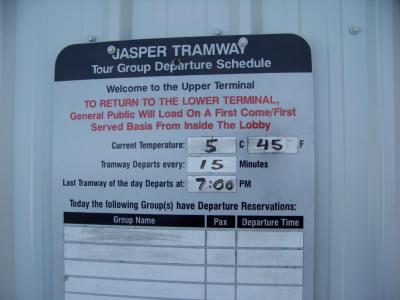 JASPER TRAMWAY
Tour Group Departure Schedule
Welcome to the Upper Terminal
TO RETURN TO THE LOWER TERMINAL,
General Public Will Load On A First Come/First
Served Basis From Inside The Lobby
Current Temperature: 5 C 45 F
Tramway Departs every: 15 Minutes
Last Tramway of the day Departs at: 7:00 PM
Today the following Group(s) have Departure Reservations:
Group Name Pax Departure Time